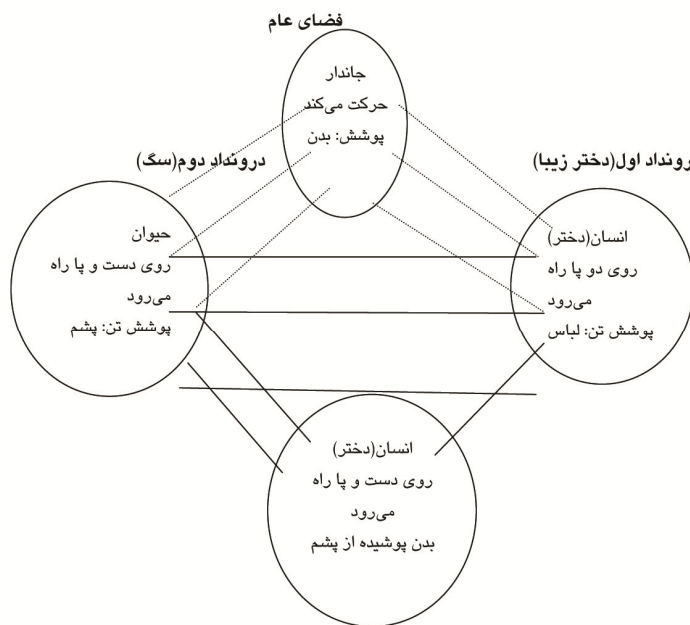 فضای عام
جاندار
حرکت می‌کند
پوشش: بدن
رونداد اول(دختر زیبا)
انسان(دختر)
روی دو پا راه
می‌رود
پوشش تن: لباس
درونداد دوم(سگ)
حیوان
روی دست و پا راه
می‌رود
پوشش تن: پشم
انسان(دختر)
روی دست و پا راه
می‌رود
بدن پوشیده از پشم